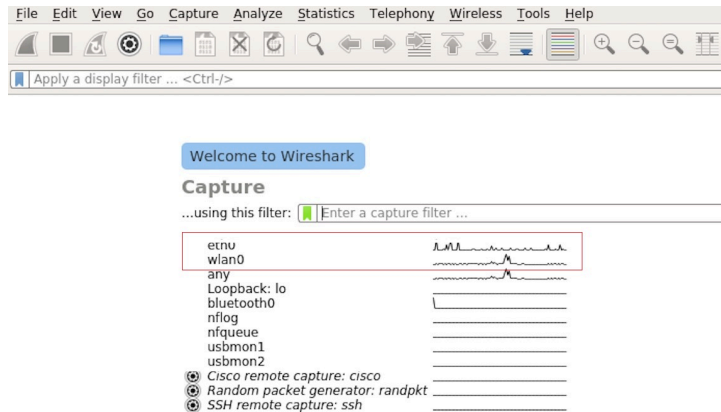 File Edit View Go Capture Analyze Statistics Telephony Wireless Tools Help
Apply a display filter ... <Ctrl-/>
Welcome to Wireshark
Capture
...using this filter: Enter a capture filter ...
eth0
wlan0
any
Loopback: lo
bluetooth0
nflog
nfqueue
usbmon1
usbmon2
Cisco remote capture: cisco
Random packet generator: randpkt
SSH remote capture: ssh